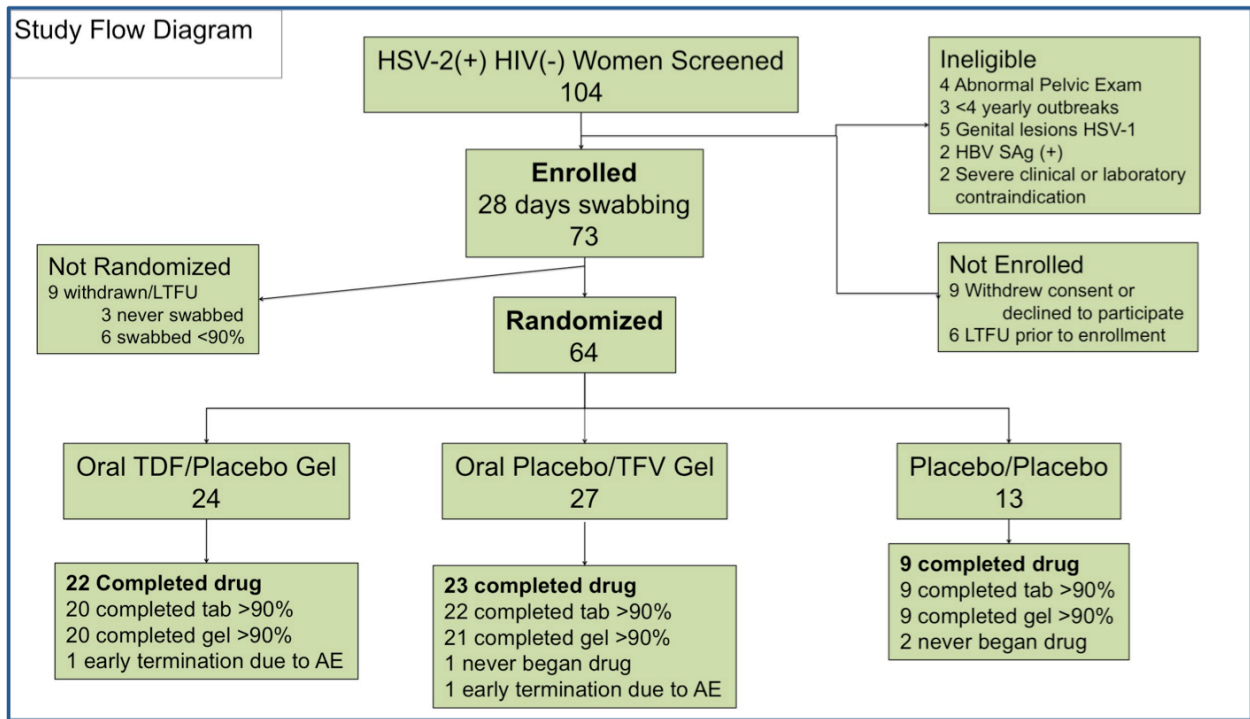 Study Flow Diagram
HSV-2(+) HIV(-) Women Screened
104
Ineligible
4 Abnormal Pelvic Exam
3 <4 yearly outbreaks
5 Genital lesions HSV-1
2 HBV SAg (+)
2 Severe clinical or laboratory
contraindication
Enrolled
28 days swabbing
73
Not Randomized
9 withdrawn/LTFU
3 never swabbed
6 swabbed <90%
Not Enrolled
9 Withdrew consent or
declined to participate
6 LTFU prior to enrollment
Randomized
64
Oral TDF/Placebo Gel
24
Oral Placebo/TFV Gel
27
Placebo/Placebo
13
22 Completed drug
20 completed tab >90%
20 completed gel >90%
1 early termination due to AE
23 completed drug
22 completed tab >90%
21 completed gel >90%
1 never began drug
1 early termination due to AE
9 completed drug
9 completed tab >90%
9 completed gel >90%
2 never began drug